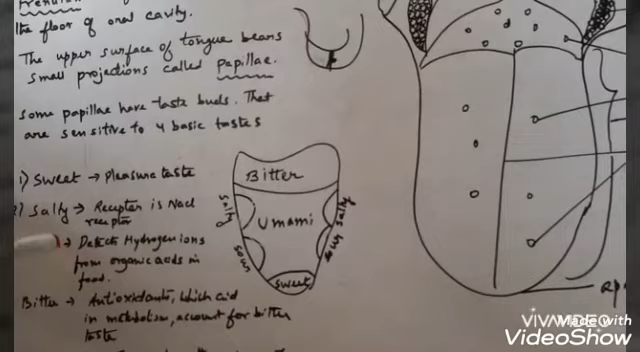 Frenulum
the floor of oral cavity.
The upper surface of tongue bears
small projections called Papillae.
Some papillae have taste buds. That
are sensitive to 4 basic tastes
1) Sweet → Pleasure taste
2) Salty → Receptor is Nacl
receptor
→ Detects Hydrogen ions
from organic acids in
food.
Bitter → Antioxidants, which aid
in metabolism, account for bitter
taste
Bitter
Salty
Umami
Salty
Sour
Sour
Sweet
VIVAVIDEO
Made with
VideoShow